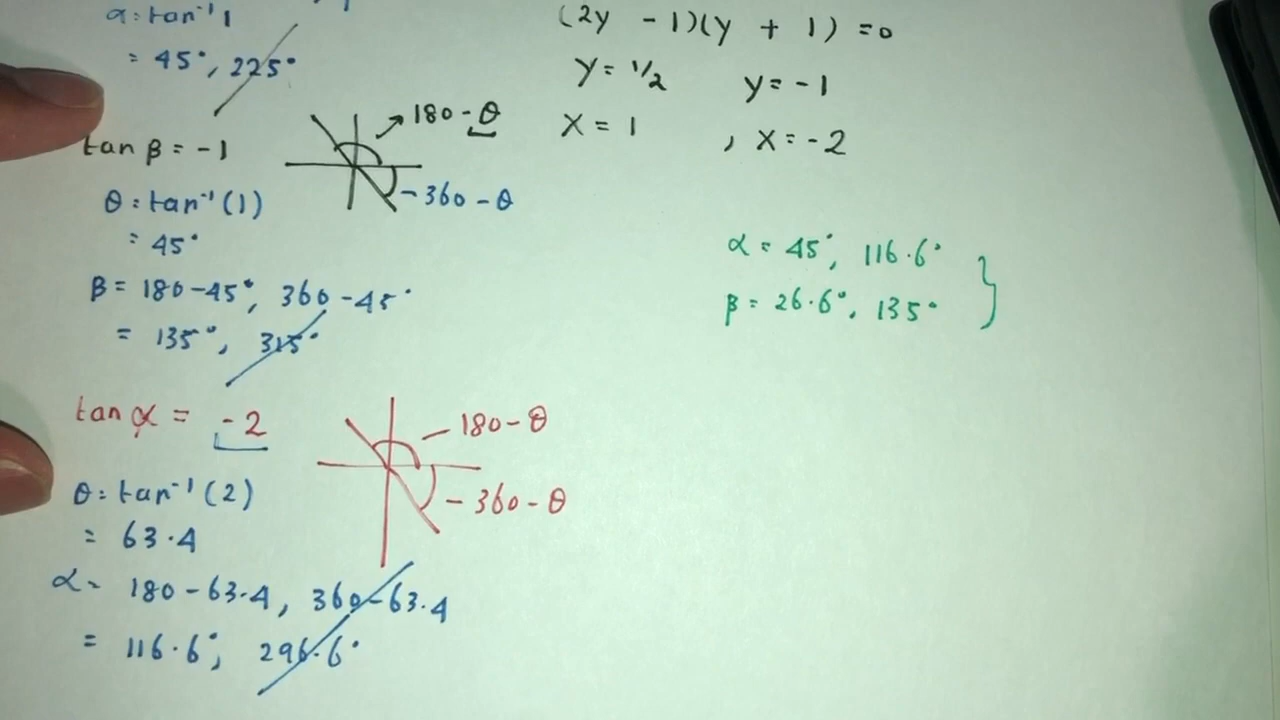 α = tan⁻¹ 1
= 45°, 225°
tan β = -1
180 - θ
360 - θ
θ = tan⁻¹(1)
= 45°
β = 180 - 45°, 360 - 45°
= 135°, 315°
tan α = -2
180 - θ
360 - θ
θ = tan⁻¹(2)
= 63.4
α = 180 - 63.4, 360 - 63.4
= 116.6°, 296.6°
(2y - 1)(y + 1) = 0
y = 1/2 y = -1
x = 1 , x = -2
α = 45°, 116.6°
β = 26.6°, 135° }